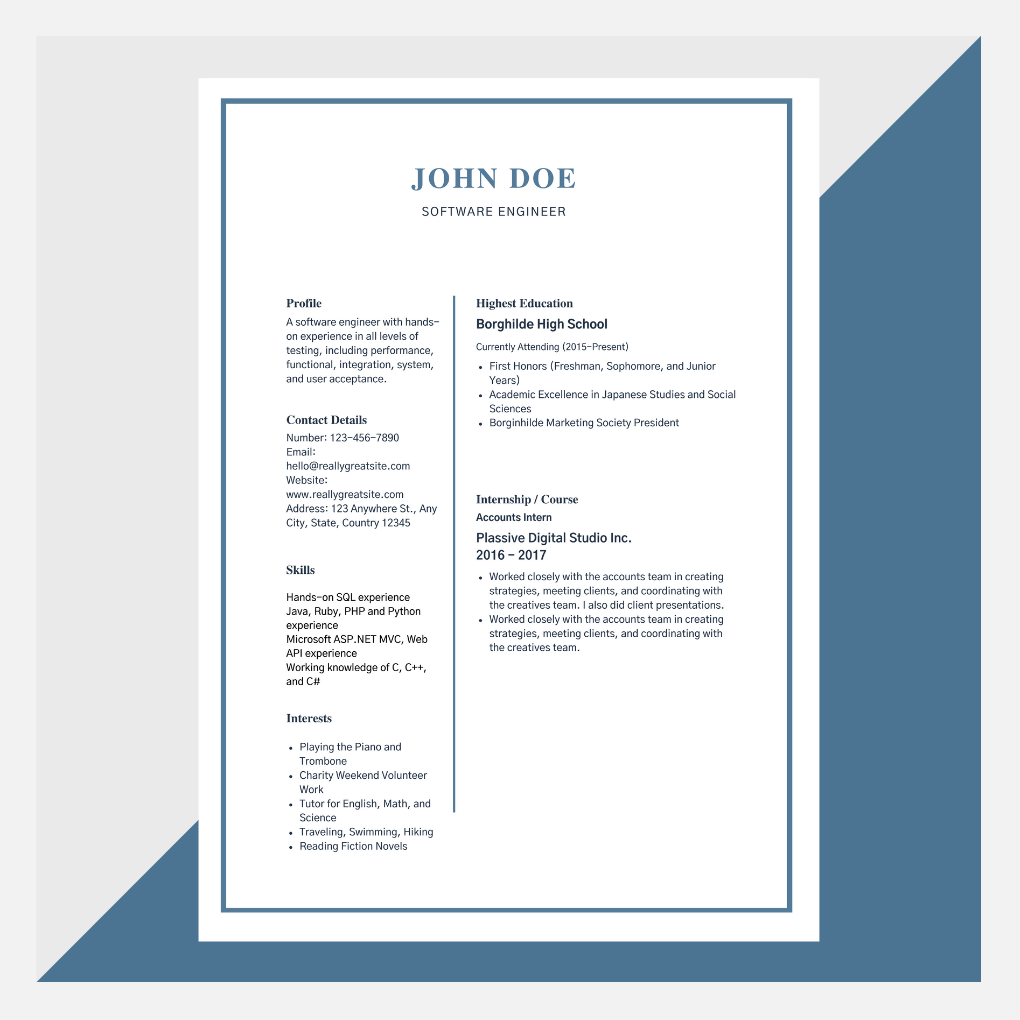 JOHN DOE
SOFTWARE ENGINEER
Profile
A software engineer with hands-
on experience in all levels of
testing, including performance,
functional, integration, system,
and user acceptance.
Contact Details
Number: 123-456-7890
Email:
hello@reallygreatsite.com
Website:
www.reallygreatsite.com
Address: 123 Anywhere St., Any
City, State, Country 12345
Skills
Hands-on SQL experience
Java, Ruby, PHP and Python
experience
Microsoft ASP.NET MVC, Web
API experience
Working knowledge of C, C++,
and C#
Interests
• Playing the Piano and
Trombone
• Charity Weekend Volunteer
Work
• Tutor for English, Math, and
Science
• Traveling, Swimming, Hiking
• Reading Fiction Novels
Highest Education
Borghilde High School
Currently Attending (2015-Present)
• First Honors (Freshman, Sophomore, and Junior
Years)
• Academic Excellence in Japanese Studies and Social
Sciences
• Borginhilde Marketing Society President
Internship / Course
Accounts Intern
Plassive Digital Studio Inc.
2016 - 2017
• Worked closely with the accounts team in creating
strategies, meeting clients, and coordinating with
the creatives team. I also did client presentations.
• Worked closely with the accounts team in creating
strategies, meeting clients, and coordinating with
the creatives team.